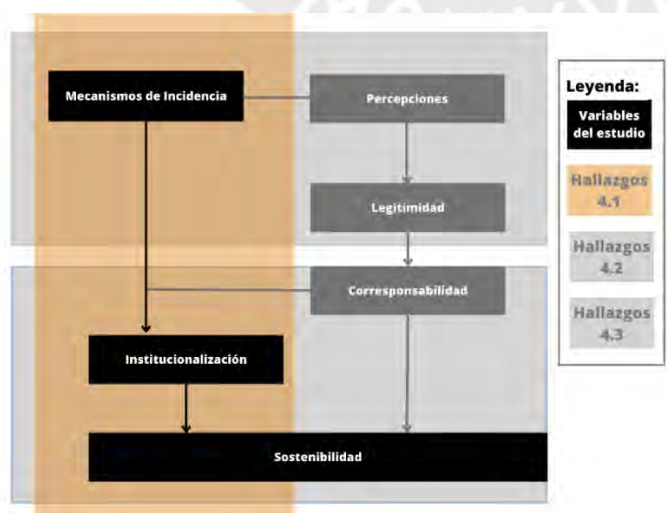 Mecanismos de Incidencia
Percepciones
Legitimidad
Corresponsabilidad
Institucionalización
Sostenibilidad
Leyenda:
Variables
del estudio
Hallazgos
4.1
Hallazgos
4.2
Hallazgos
4.3